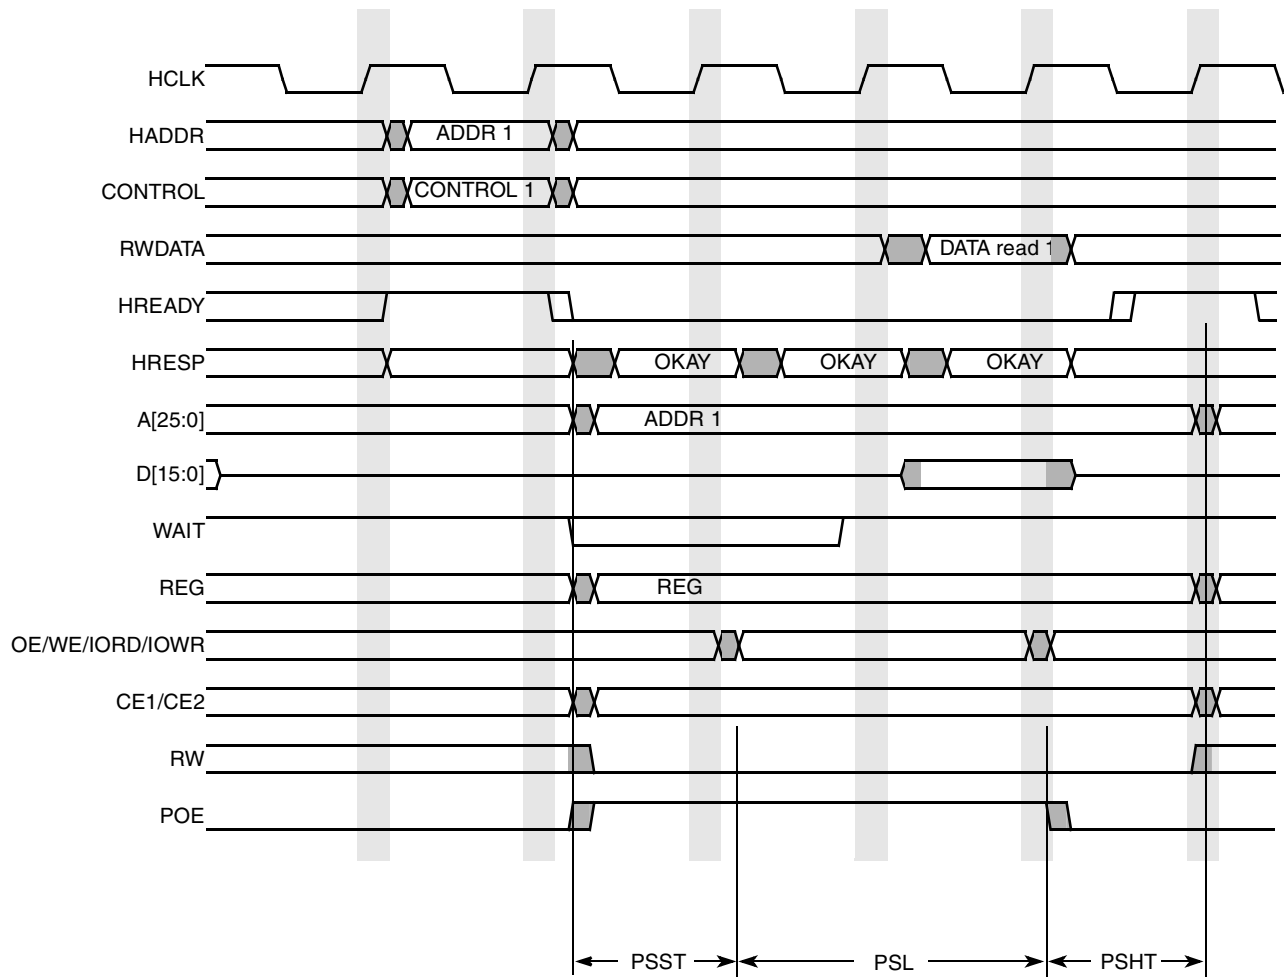 HCLK
HADDR ADDR 1
CONTROL CONTROL 1
RWDATA DATA read 1
HREADY
HRESP OKAY OKAY OKAY
A[25:0] ADDR 1
D[15:0]
WAIT
REG REG
OE/WE/IORD/IOWR
CE1/CE2
RW
POE
PSST PSL PSHT